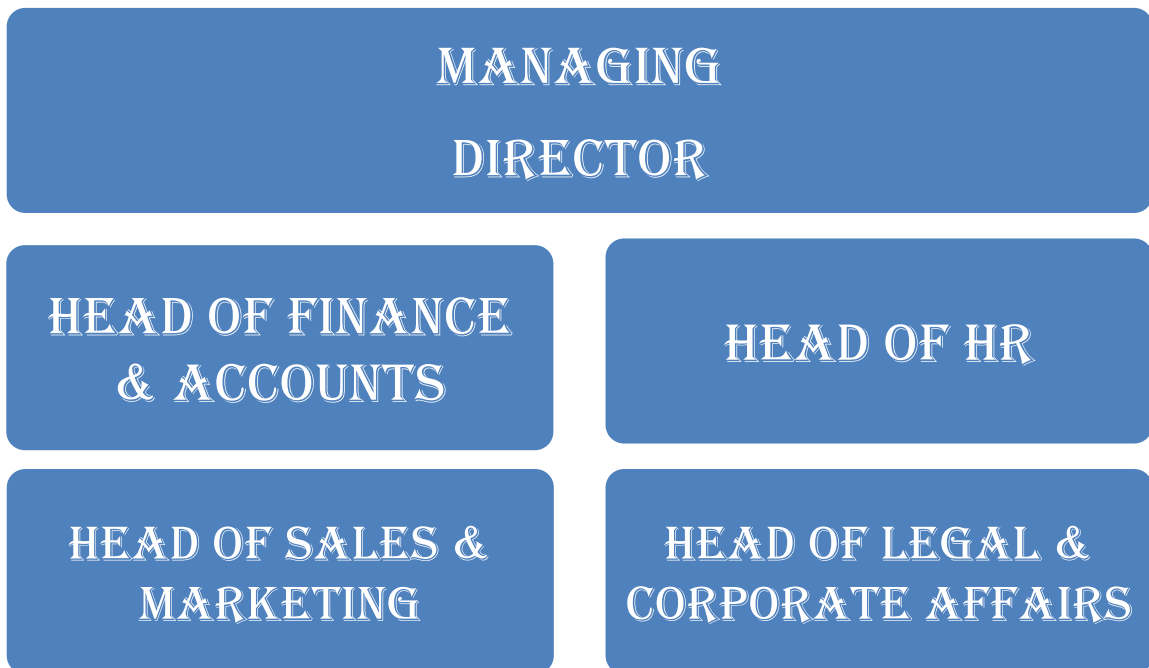 MANAGING
DIRECTOR
HEAD OF FINANCE
& ACCOUNTS
HEAD OF HR
HEAD OF SALES &
MARKETING
HEAD OF LEGAL &
CORPORATE AFFAIRS